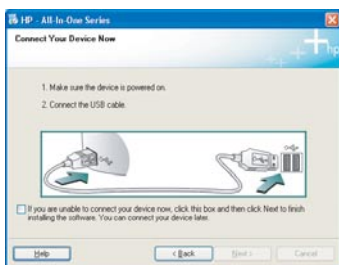 HP - All-In-One Series
Connect Your Device Now
hp
1. Make sure the device is powered on.
2. Connect the USB cable.
If you are unable to connect your device now, click this box and then click Next to finish
installing the software. You can connect your device later.
Help
< Back
Next >
Cancel